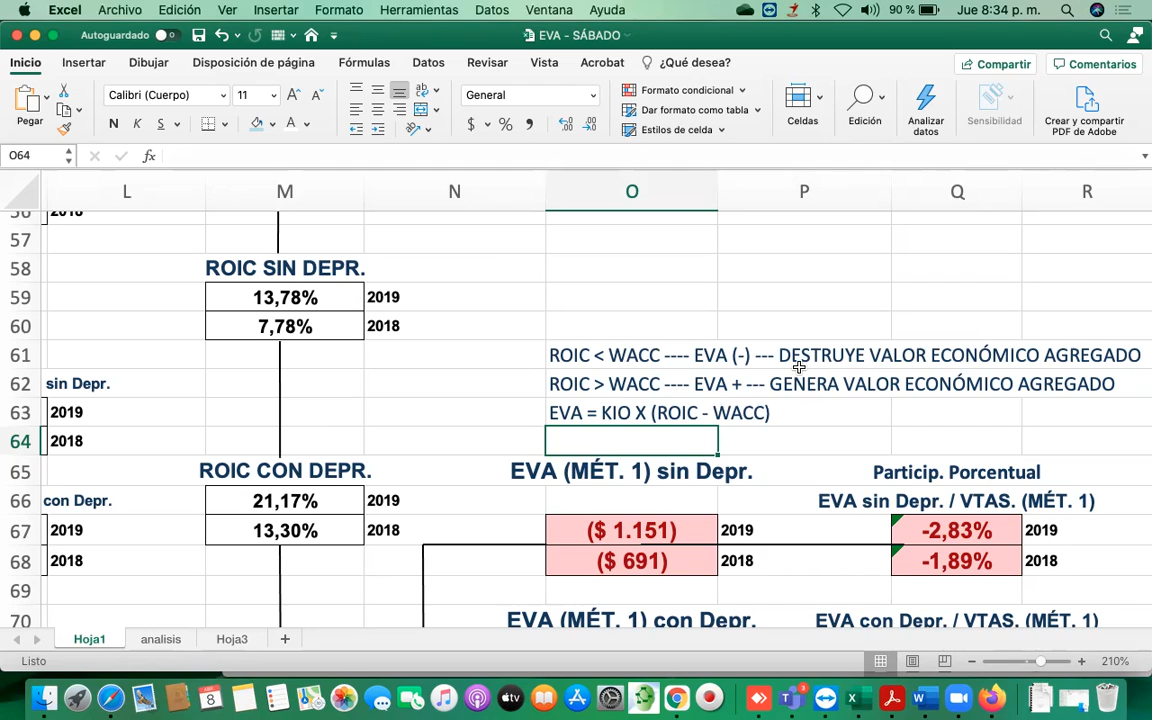 Excel Archivo Edición Ver Insertar Formato Herramientas Datos Ventana Ayuda 90 % Jue 8:34 p. m.
Autoguardado EVA - SÁBADO
Inicio Insertar Dibujar Disposición de página Fórmulas Datos Revisar Vista Acrobat ¿Qué desea? Compartir Comentarios
Calibri (Cuerpo) 11 General Formato condicional
Dar formato como tabla
Pegar N K S Estilos de celda Celdas Edición Analizar datos Sensibilidad Crear y compartir PDF de Adobe
O64 fx
L M N O P Q R
56 2018
57
58 ROIC SIN DEPR.
59 13,78% 2019
60 7,78% 2018
61 ROIC < WACC ---- EVA (-) --- DESTRUYE VALOR ECONÓMICO AGREGADO
62 sin Depr. ROIC > WACC ---- EVA + --- GENERA VALOR ECONÓMICO AGREGADO
63 2019 EVA = KIO X (ROIC - WACC)
64 2018
65 ROIC CON DEPR. EVA (MÉT. 1) sin Depr. Particip. Porcentual
66 con Depr. 21,17% 2019 EVA sin Depr. / VTAS. (MÉT. 1)
67 2019 13,30% 2018 ($ 1.151) 2019 -2,83% 2019
68 2018 ($ 691) 2018 -1,89% 2018
69
70 EVA (MÉT. 1) con Depr. EVA con Depr. / VTAS. (MÉT. 1)
Hoja1 analisis Hoja3 +
Listo 210%